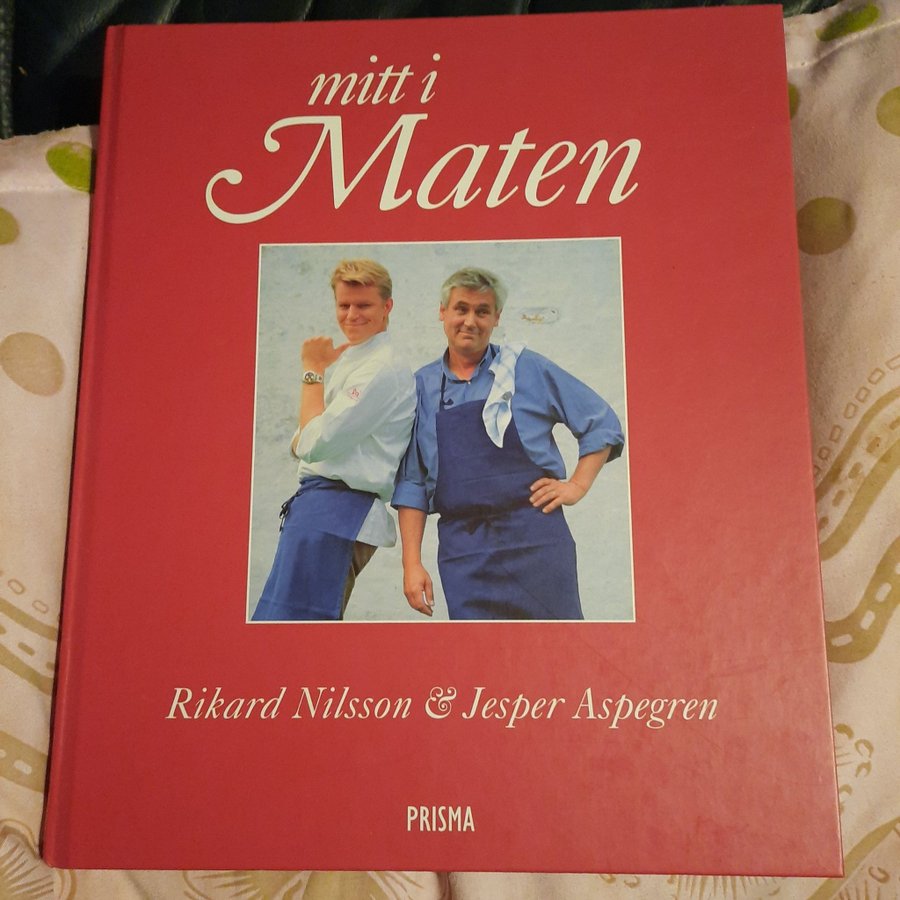 mitt i
Maten
Rikard Nilsson & Jesper Aspegren
PRISMA